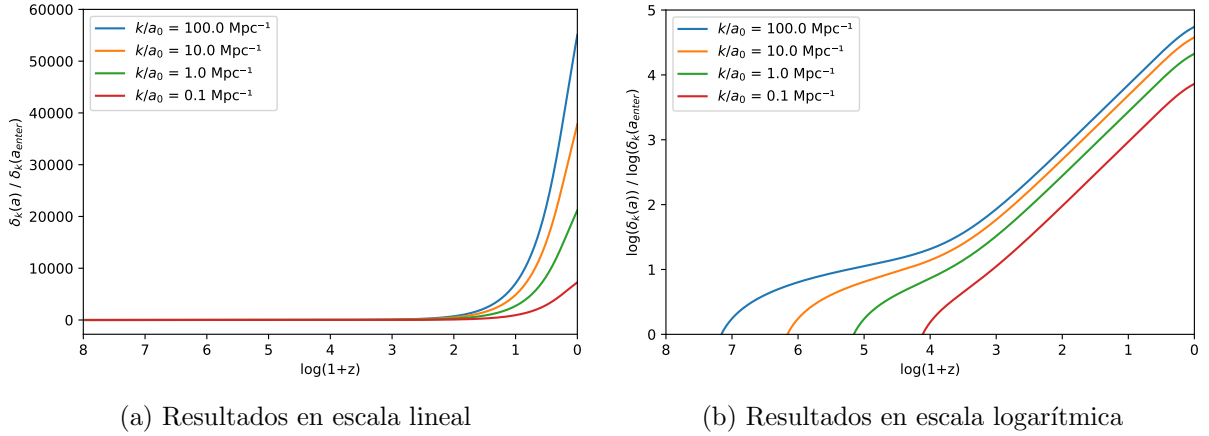 60000
50000
40000
30000
20000
10000
0
δₖ(a) / δₖ(a_enter)
k/a₀ = 100.0 Mpc⁻¹
k/a₀ = 10.0 Mpc⁻¹
k/a₀ = 1.0 Mpc⁻¹
k/a₀ = 0.1 Mpc⁻¹
8 7 6 5 4 3 2 1 0
log(1+z)
(a) Resultados en escala lineal
5
4
3
2
1
0
log(δₖ(a)) / log(δₖ(a_enter)
k/a₀ = 100.0 Mpc⁻¹
k/a₀ = 10.0 Mpc⁻¹
k/a₀ = 1.0 Mpc⁻¹
k/a₀ = 0.1 Mpc⁻¹
8 7 6 5 4 3 2 1 0
log(1+z)
(b) Resultados en escala logarítmica